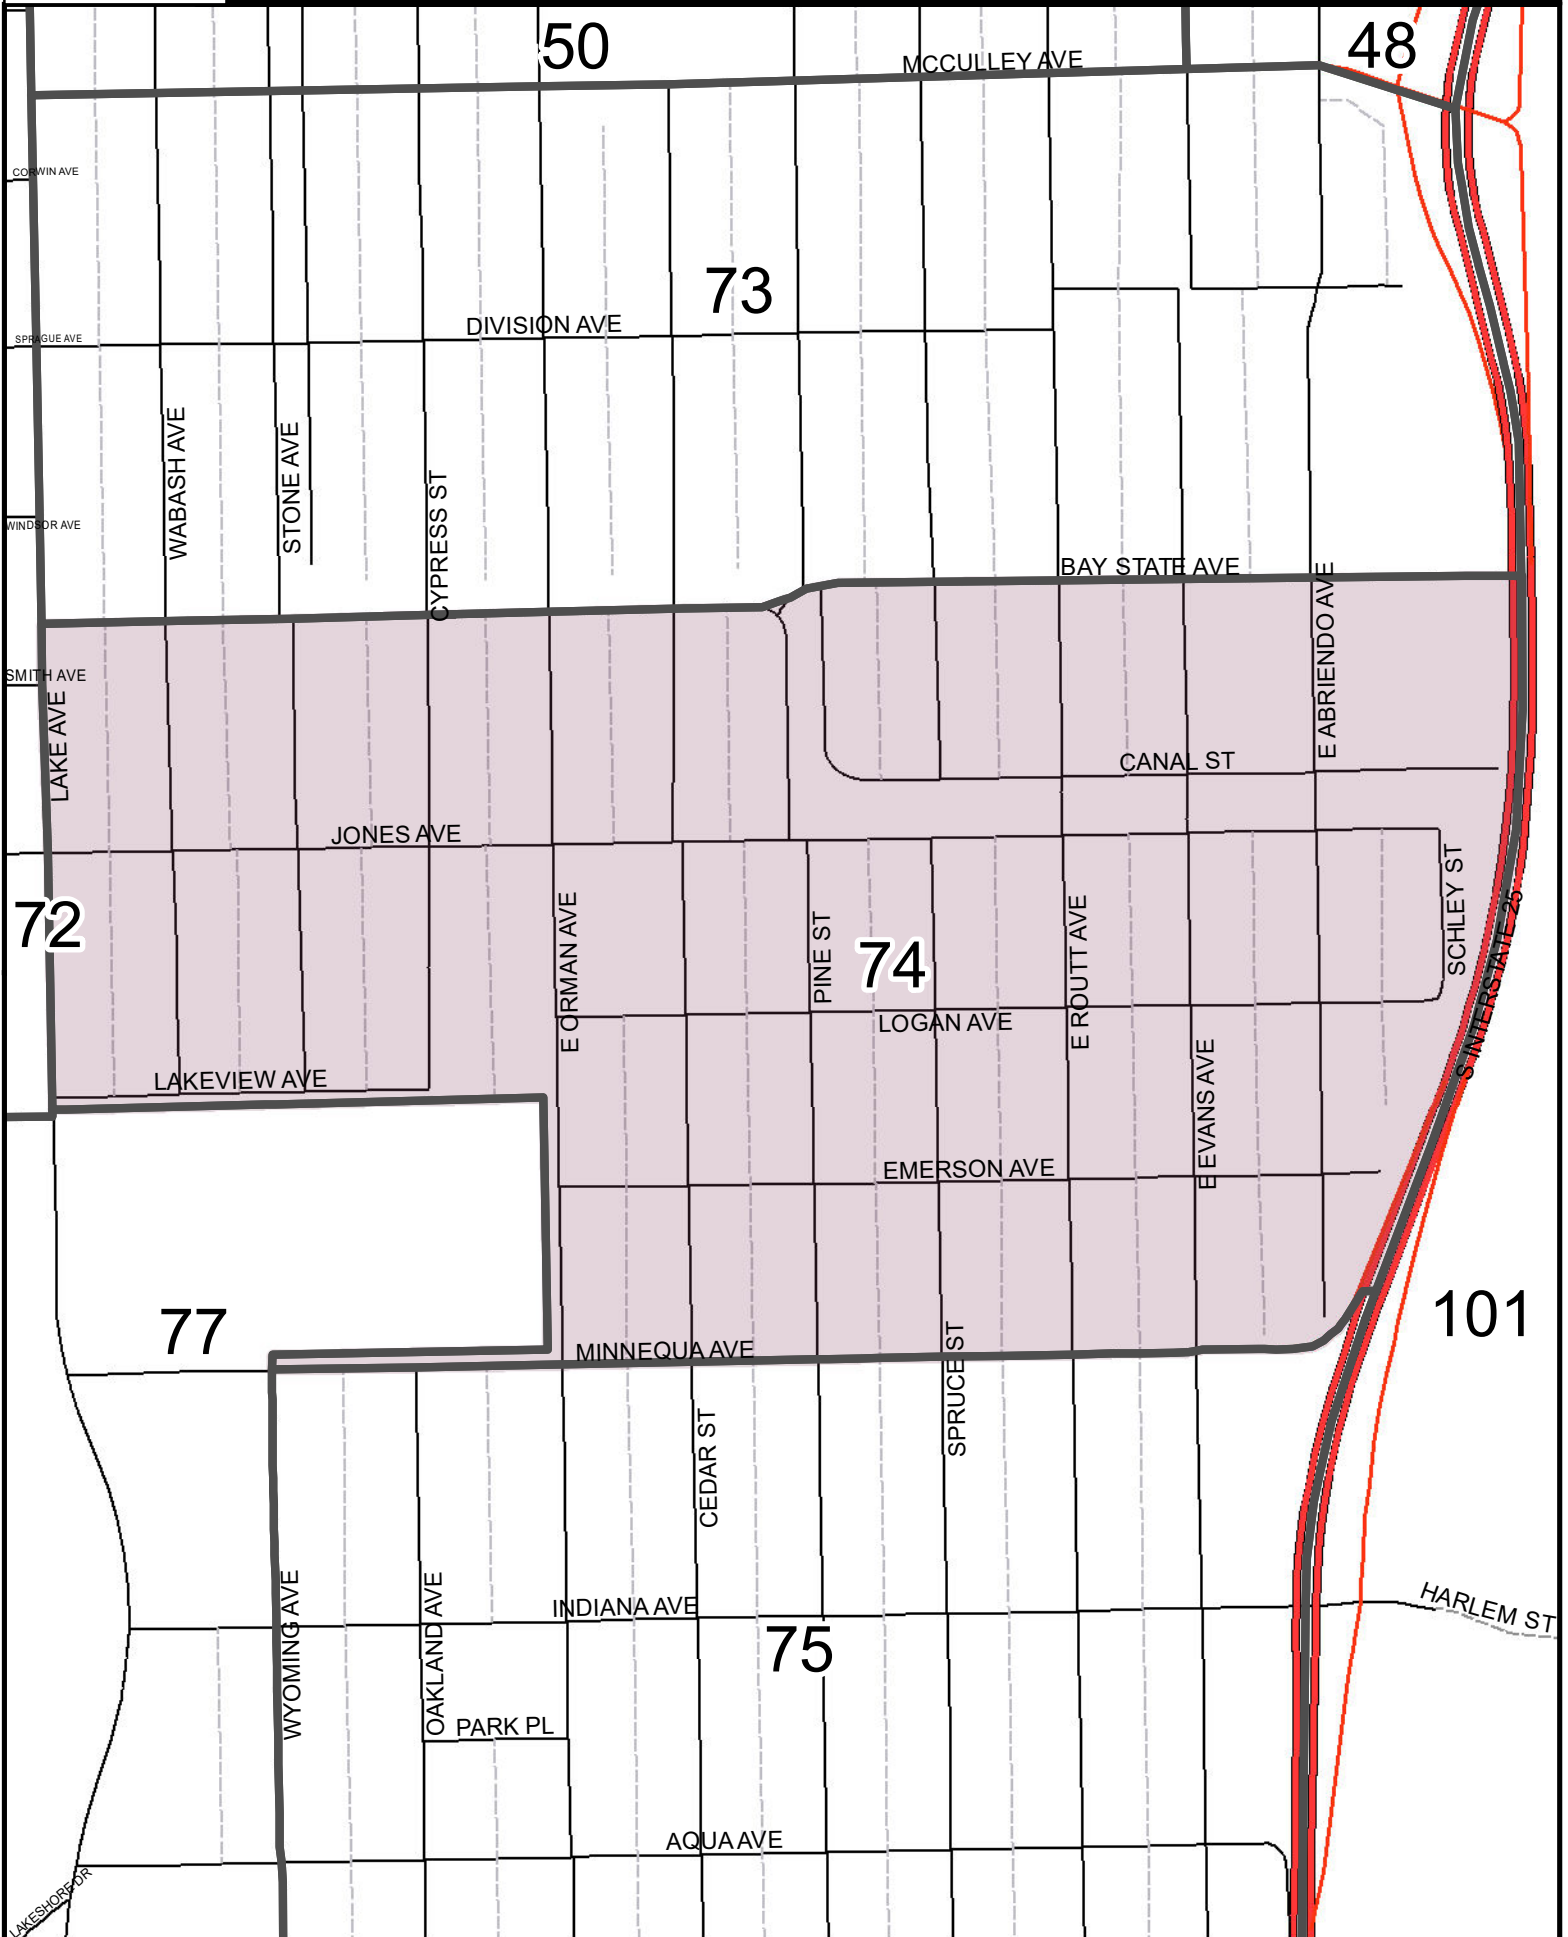 50
48
MCCULLEY AVE
CORWIN AVE
73
DIVISION AVE
SPRAGUE AVE
WABASH AVE
STONE AVE
CYPRESS ST
WINDSOR AVE
BAY STATE AVE
E ABRIENDO AVE
SMITH AVE
LAKE AVE
CANAL ST
JONES AVE
SCHLEY ST
72
E ORMAN AVE
PINE ST
74
E ROUTT AVE
S INTERSTATE 25
LOGAN AVE
LAKEVIEW AVE
E EVANS AVE
EMERSON AVE
77
101
MINNEQUA AVE
SPRUCE ST
CEDAR ST
WYOMING AVE
OAKLAND AVE
INDIANA AVE
HARLEM ST
75
PARK PL
AQUA AVE
LAKESHORE DR